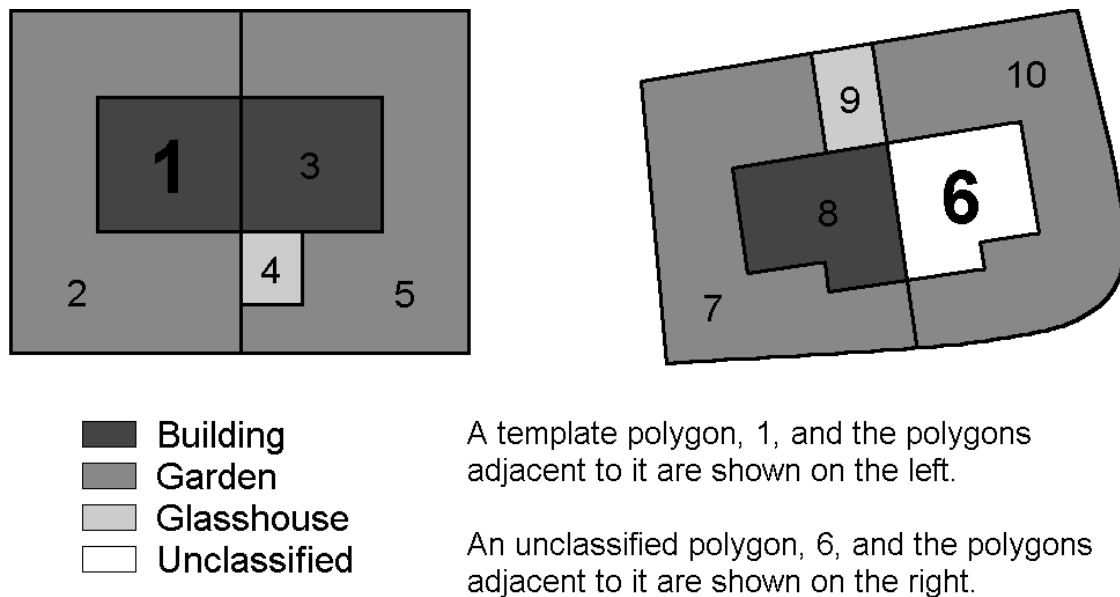 1
3
2
4
5
9
10
8
6
7
Building
Garden
Glasshouse
Unclassified
A template polygon, 1, and the polygons
adjacent to it are shown on the left.
An unclassified polygon, 6, and the polygons
adjacent to it are shown on the right.